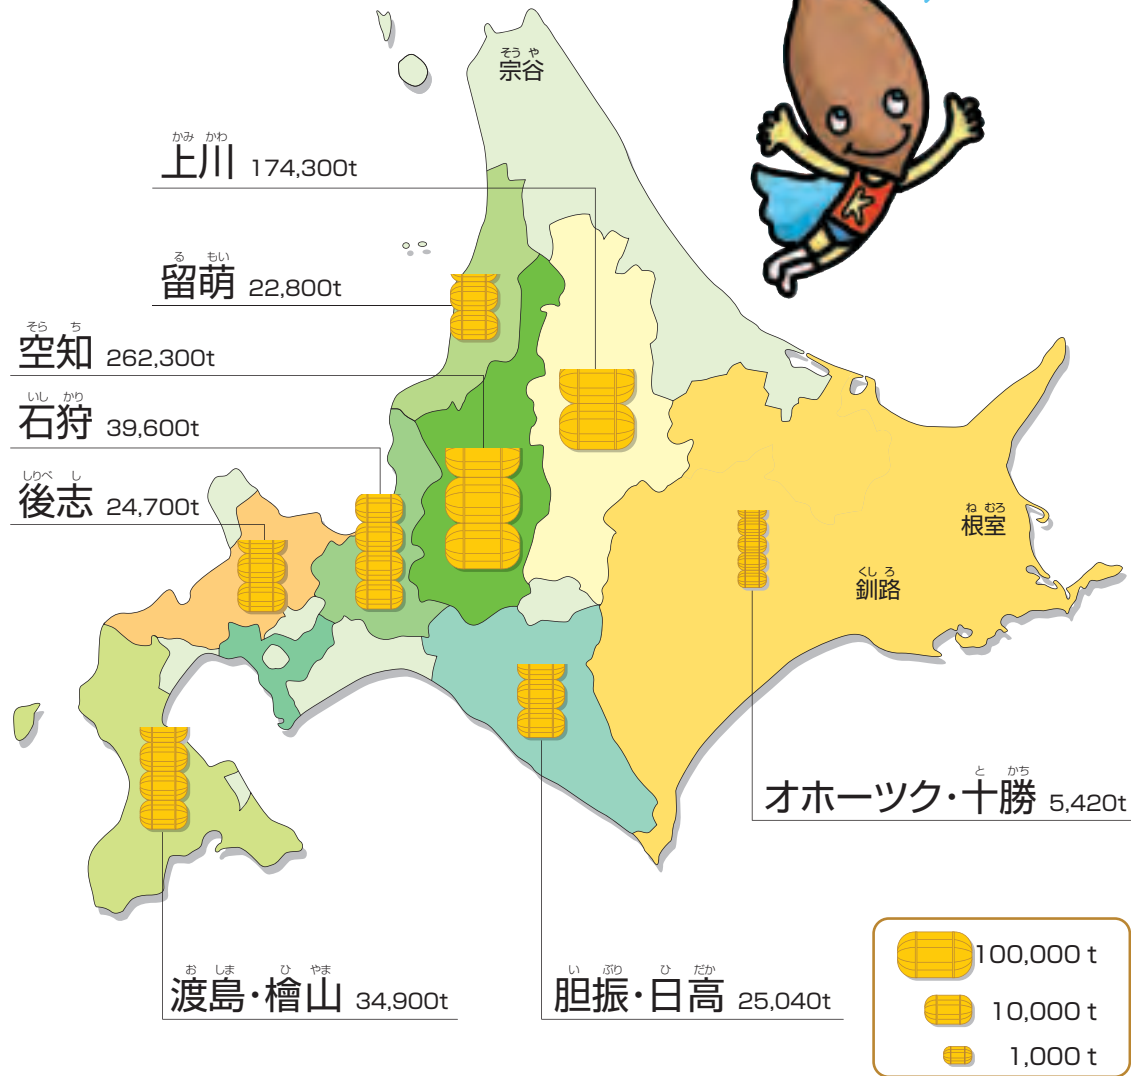 そう や
宗谷
かみ かわ
上川 174,300t
る もい
留萌 22,800t
そら ち
空知 262,300t
いし かり
石狩 39,600t
しりべ し
後志 24,700t
ね むろ
根室
くし ろ
釧路
と かち
オホーツク・十勝 5,420t
お しま ひ やま
渡島・檜山 34,900t
い ぶり ひ だか
胆振・日高 25,040t
100,000 t
10,000 t
1,000 t